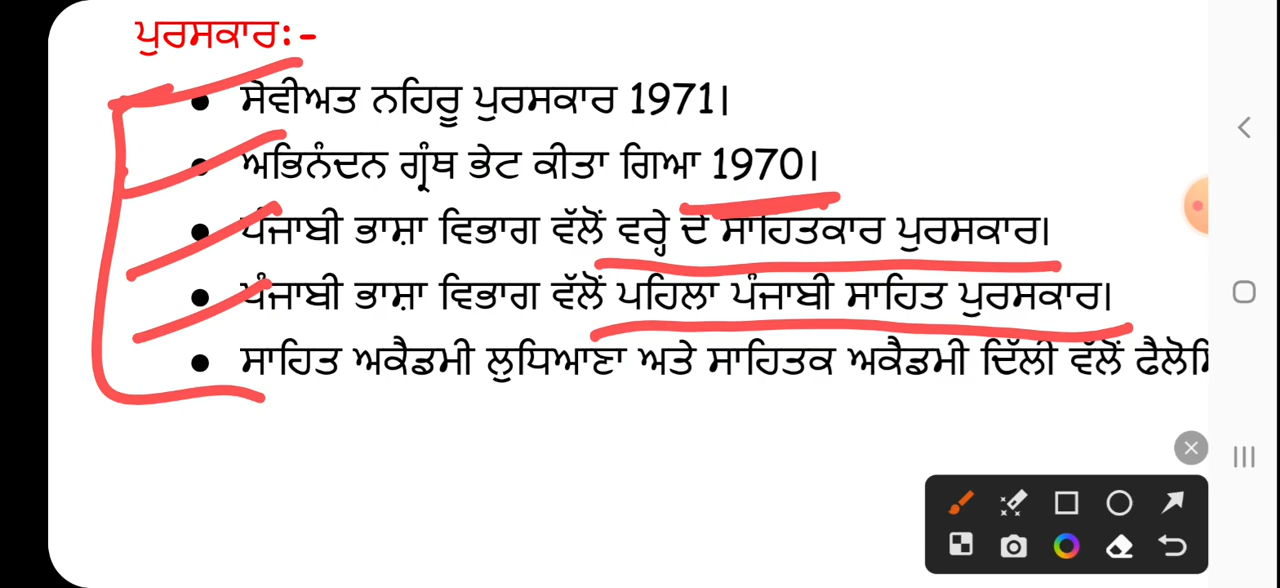 ਪੁਰਸਕਾਰ:-
● ਸੋਵੀਅਤ ਨਹਿਰੂ ਪੁਰਸਕਾਰ 1971।
● ਅਭਿਨੰਦਨ ਗ੍ਰੰਥ ਭੇਟ ਕੀਤਾ ਗਿਆ 1970।
● ਪੰਜਾਬੀ ਭਾਸ਼ਾ ਵਿਭਾਗ ਵੱਲੋਂ ਵਰ੍ਹੇ ਦੇ ਸਾਹਿਤਕਾਰ ਪੁਰਸਕਾਰ।
● ਪੰਜਾਬੀ ਭਾਸ਼ਾ ਵਿਭਾਗ ਵੱਲੋਂ ਪਹਿਲਾ ਪੰਜਾਬੀ ਸਾਹਿਤ ਪੁਰਸਕਾਰ।
● ਸਾਹਿਤ ਅਕੈਡਮੀ ਲੁਧਿਆਣਾ ਅਤੇ ਸਾਹਿਤਕ ਅਕੈਡਮੀ ਦਿੱਲੀ ਵੱਲੋਂ